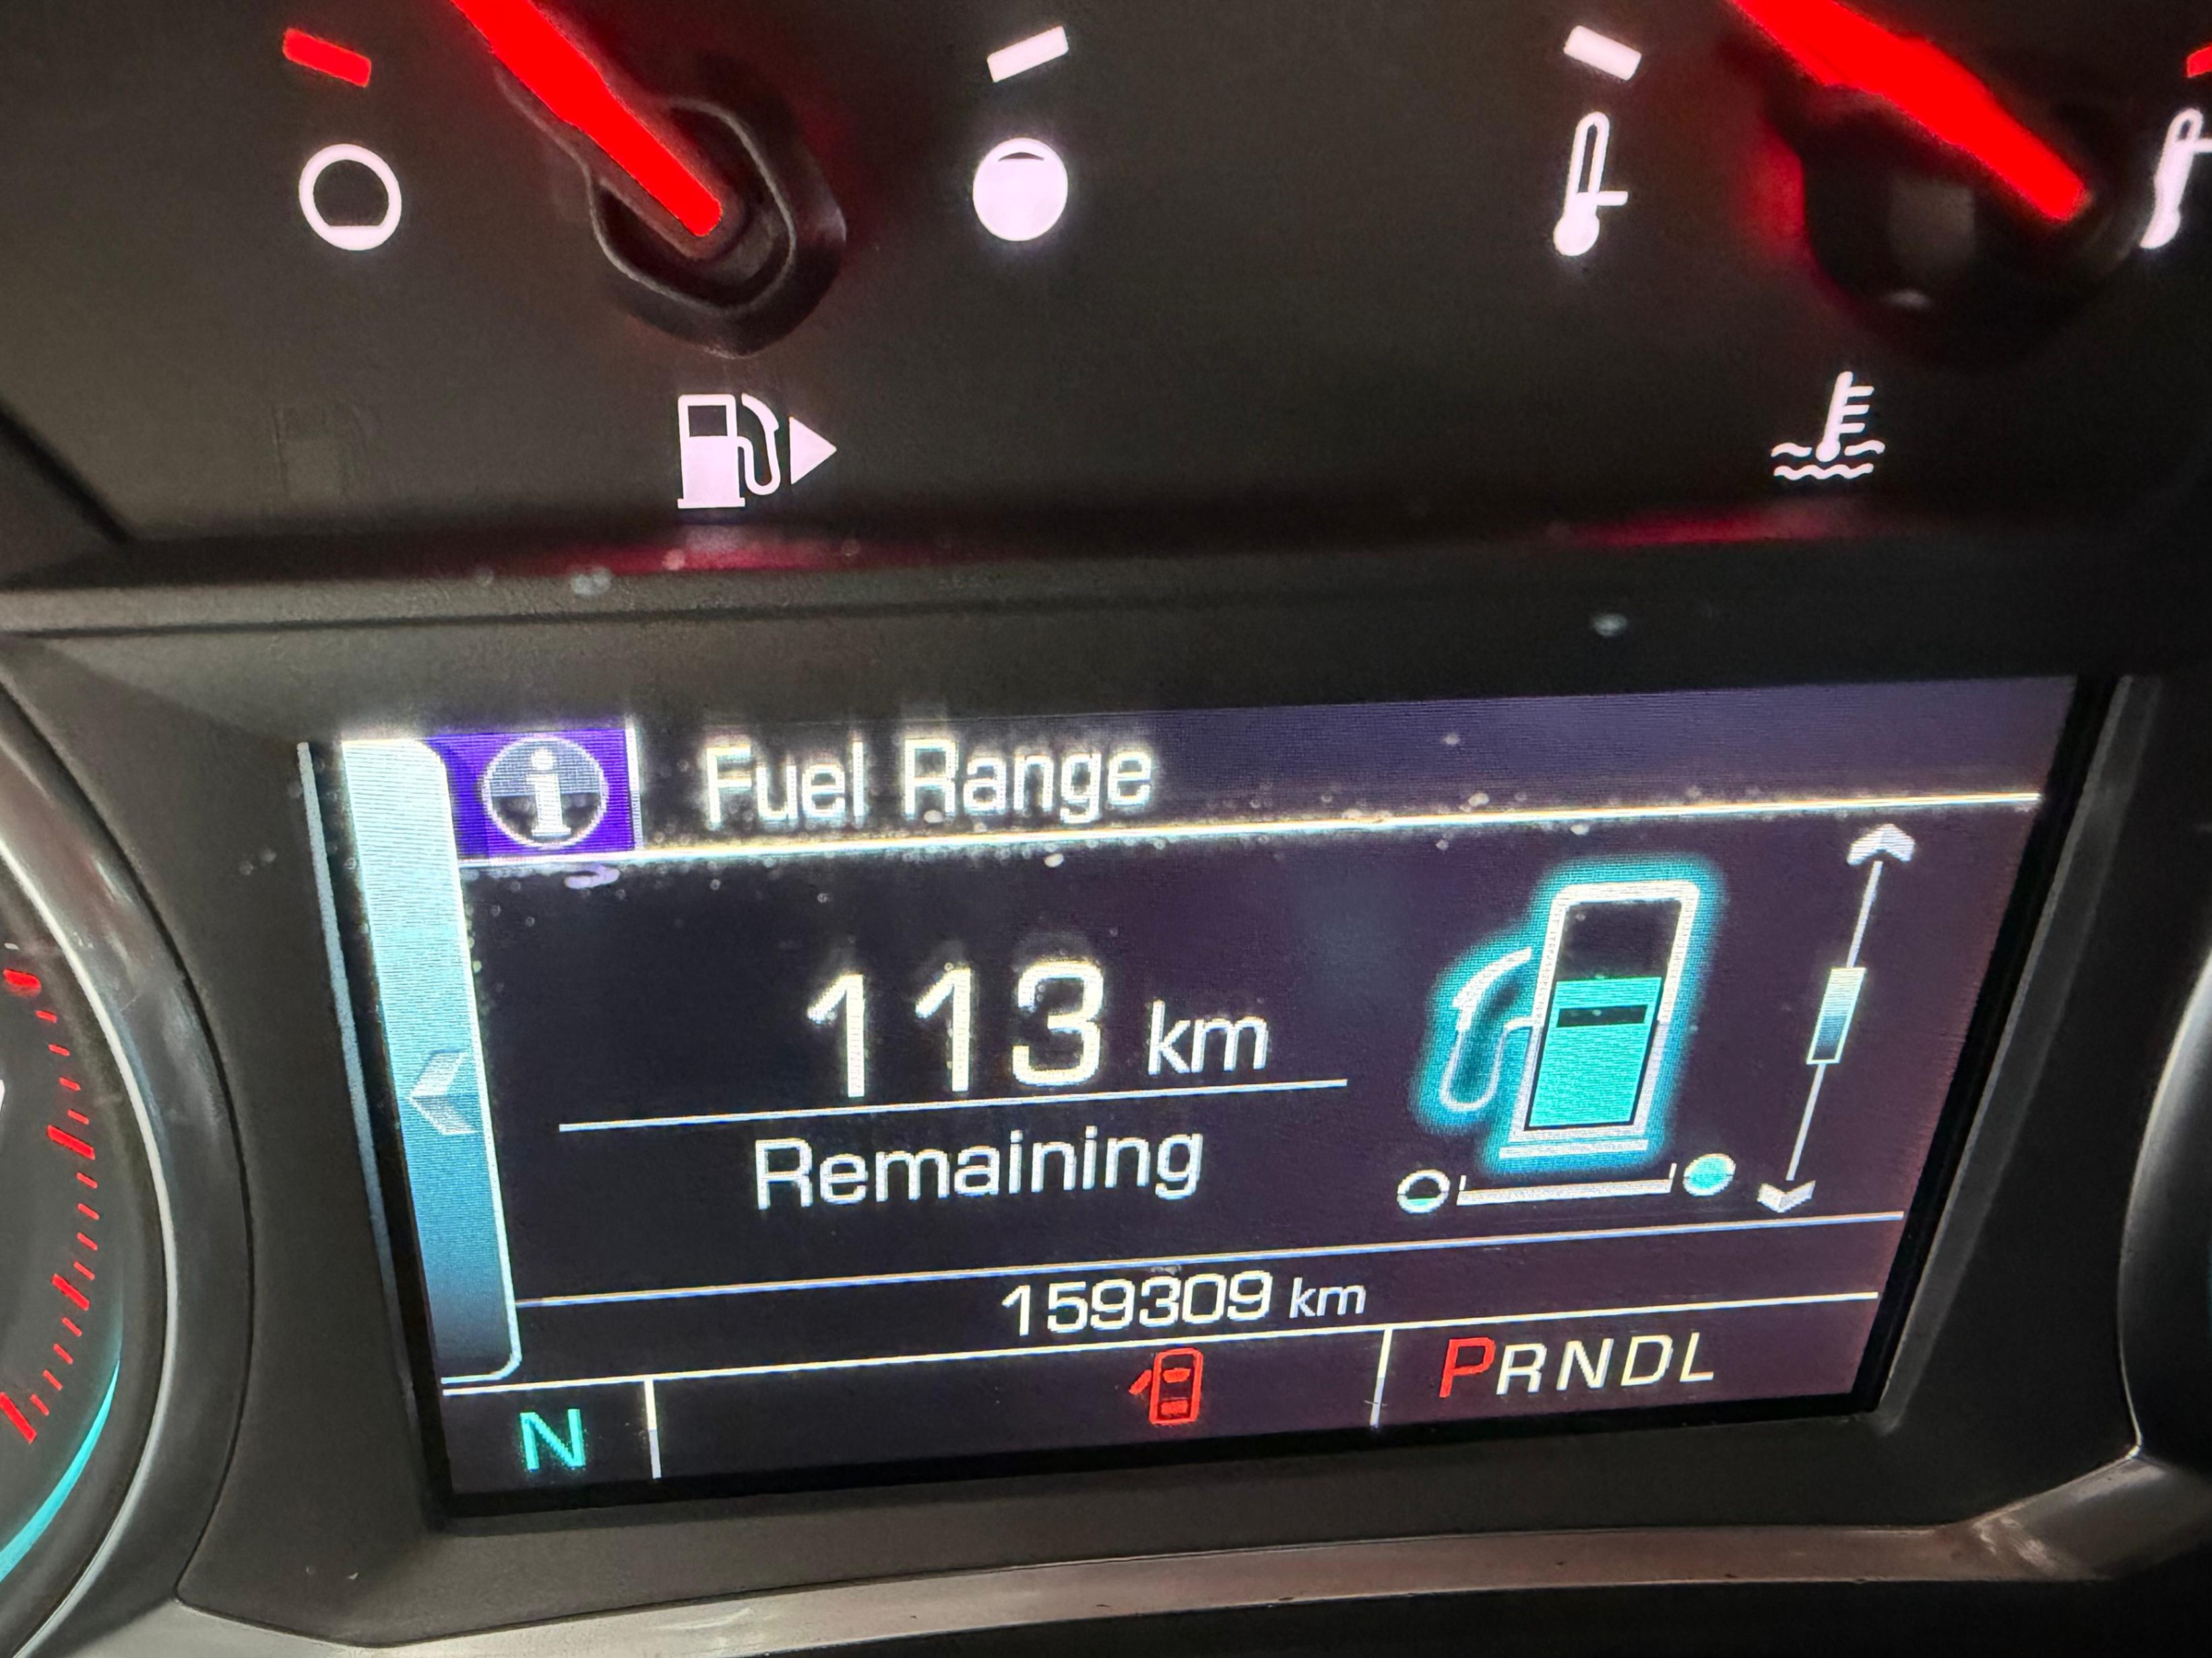 Fuel Range
113 km
Remaining
159309 km
N
PRNDL